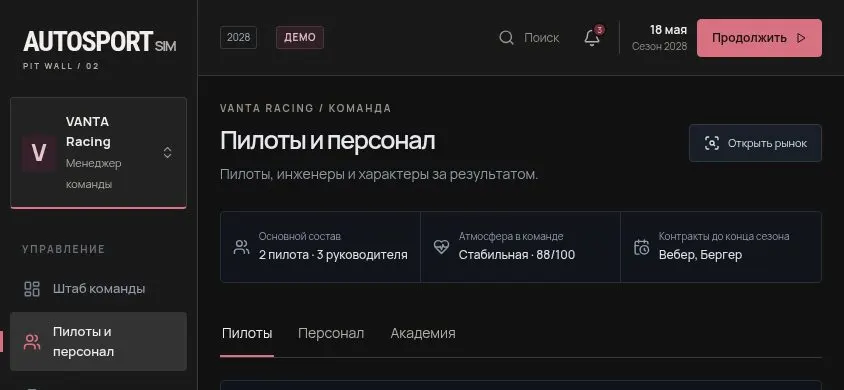 AUTOSPORT SIM
PIT WALL / 02
V
VANTA
Racing
Менеджер
команды
УПРАВЛЕНИЕ
Штаб команды
Пилоты и
персонал
2028
ДЕМО
Поиск
3
18 мая
Сезон 2028
Продолжить
VANTA RACING / КОМАНДА
Пилоты и персонал
Пилоты, инженеры и характеры за результатом.
Открыть рынок
Основной состав
2 пилота · 3 руководителя
Атмосфера в команде
Стабильная · 88/100
Контракты до конца сезона
Вебер, Бергер
Пилоты
Персонал
Академия